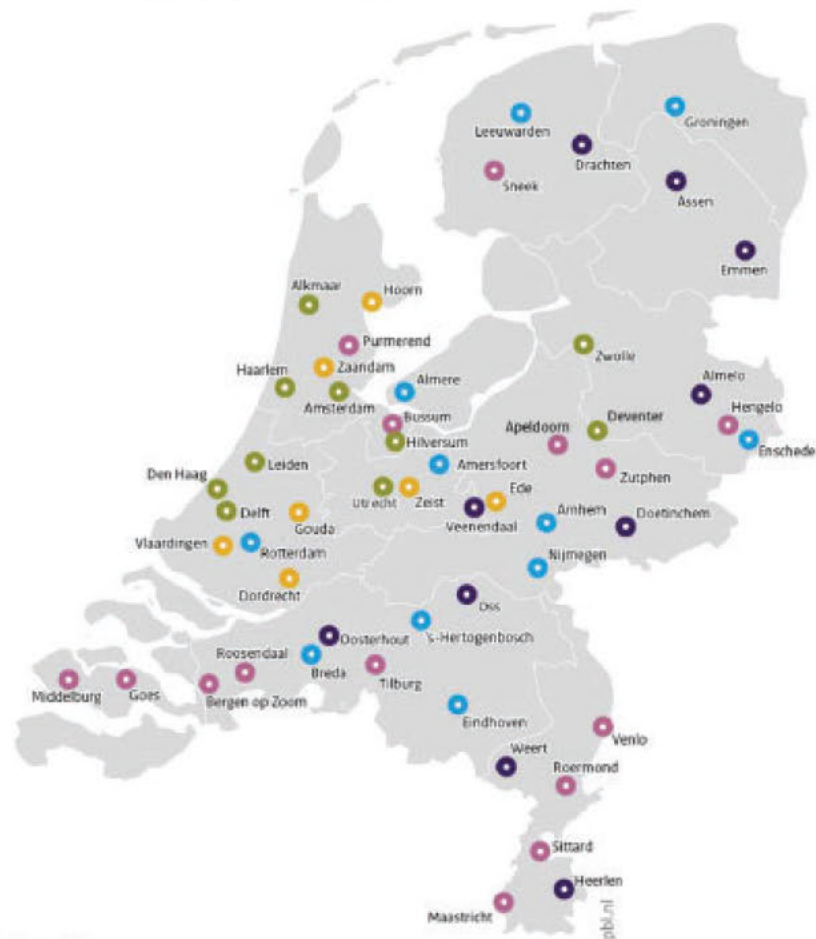 Leeuwarden
Groningen
Drachten
Sneek
Assen
Emmen
Alkmaar
Hoorn
Purmerend
Zwolle
Haarlem
Zaandam
Almere
Almelo
Amsterdam
Bussum
Hengelo
Hilversum
Apeldoorn
Deventer
Enschede
Leiden
Amersfoort
Zutphen
Den Haag
Utrecht
Zeist
Ede
Delft
Gouda
Veenendaal
Arnhem
Doetinchem
Vlaardingen
Rotterdam
Nijmegen
Dordrecht
Oss
Oosterhout
's-Hertogenbosch
Roosendaal
Breda
Tilburg
Middelburg
Goes
Bergen op Zoom
Eindhoven
Venlo
Weert
Roermond
Sittard
Heerlen
Maastricht
pbl.nl